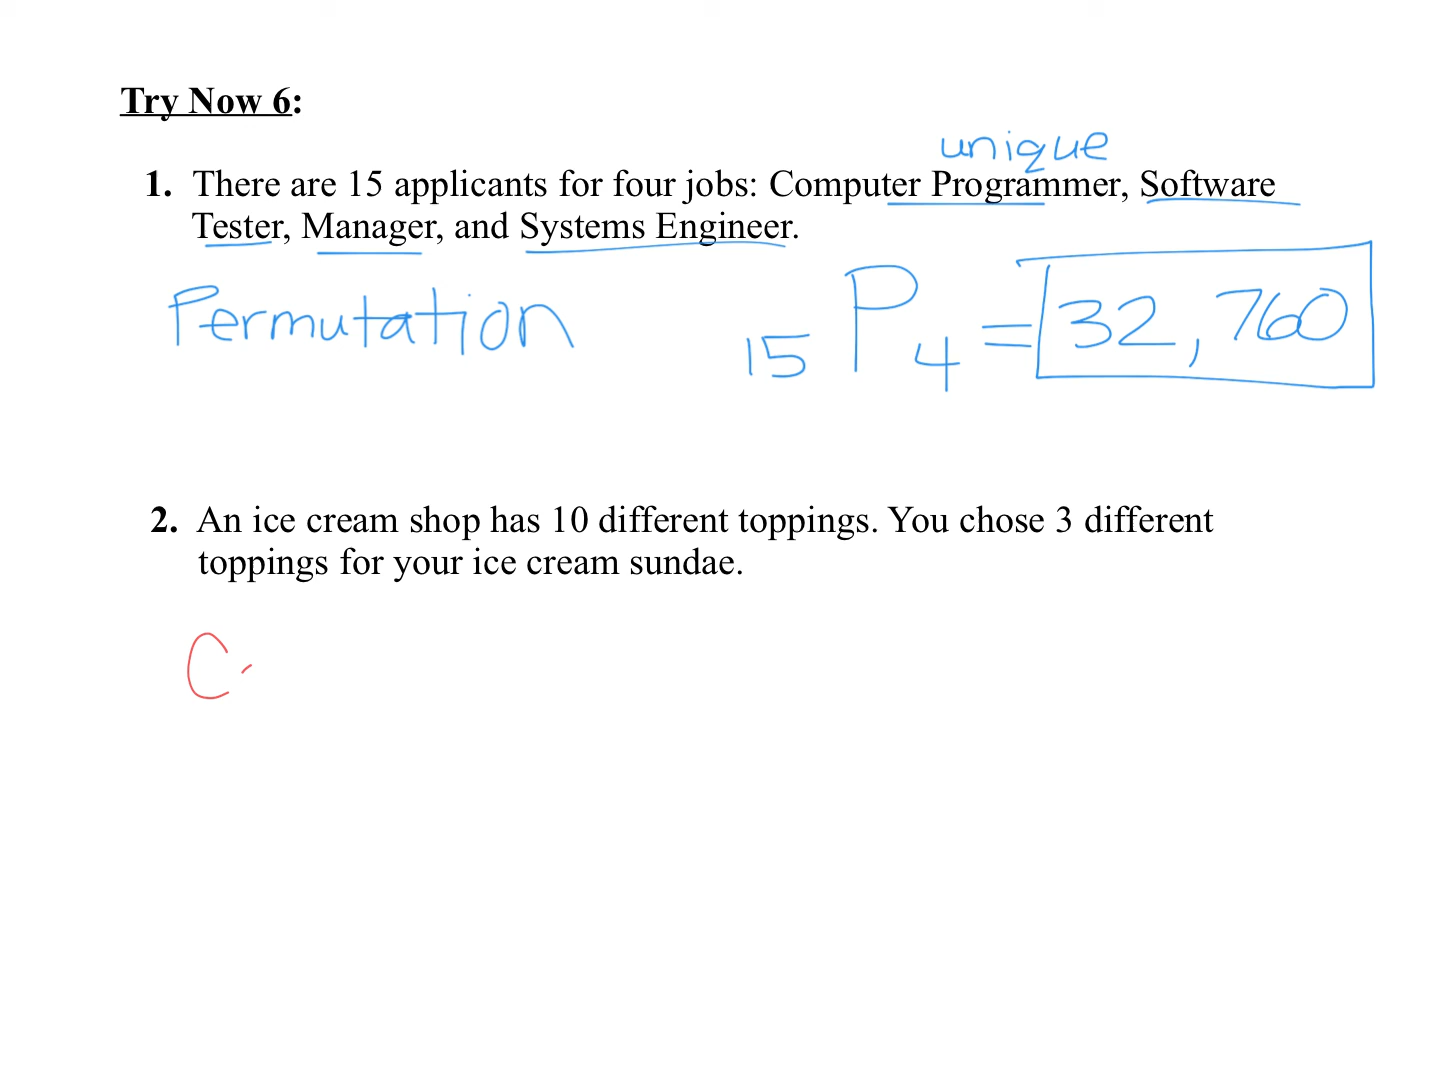 Try Now 6:
unique
1. There are 15 applicants for four jobs: Computer Programmer, Software
Tester, Manager, and Systems Engineer.
Permutation 15 P 4 = 32,760
2. An ice cream shop has 10 different toppings. You chose 3 different
toppings for your ice cream sundae.
C